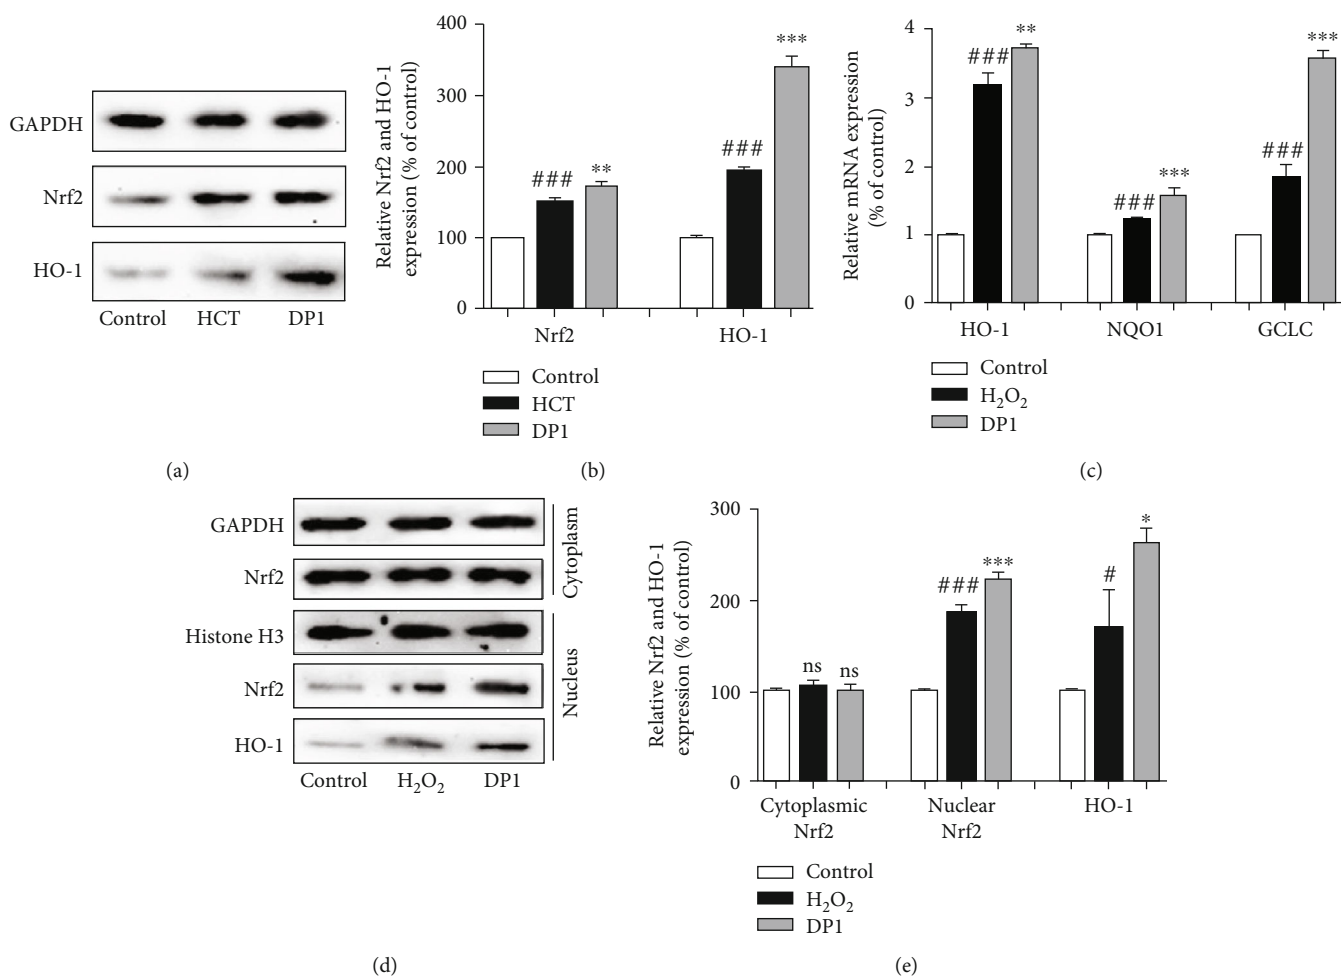 GAPDH
Nrf2
HO-1
Control HCT DP1
(a)
Relative Nrf2 and HO-1
expression (% of control)
400
300
200
100
0
###
**
###
***
Nrf2 HO-1
Control
HCT
DP1
(b)
Relative mRNA expression
(% of control)
4
3
2
1
0
###
**
###
***
###
***
HO-1 NQO1 GCLC
Control
H₂O₂
DP1
(c)
GAPDH
Nrf2
Cytoplasm
Histone H3
Nrf2
HO-1
Nucleus
Control H₂O₂ DP1
(d)
Relative Nrf2 and HO-1
expression (% of control)
300
200
100
0
ns
ns
###
***
#
*
Cytoplasmic
Nrf2
Nuclear
Nrf2
HO-1
Control
H₂O₂
DP1
(e)